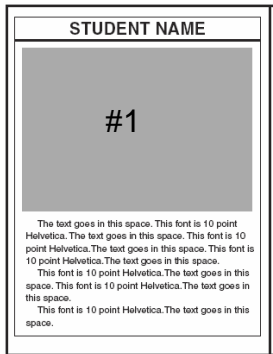 STUDENT NAME
#1
The text goes in this space. This font is 10 point
Helvetica. The text goes in this space. This font is 10
point Helvetica.The text goes in this space. This font is
10 point Helvetica.The text goes in this space.
This font is 10 point Helvetica.The text goes in this
space. This font is 10 point Helvetica.The text goes in
this space.
This font is 10 point Helvetica.The text goes in this
space.